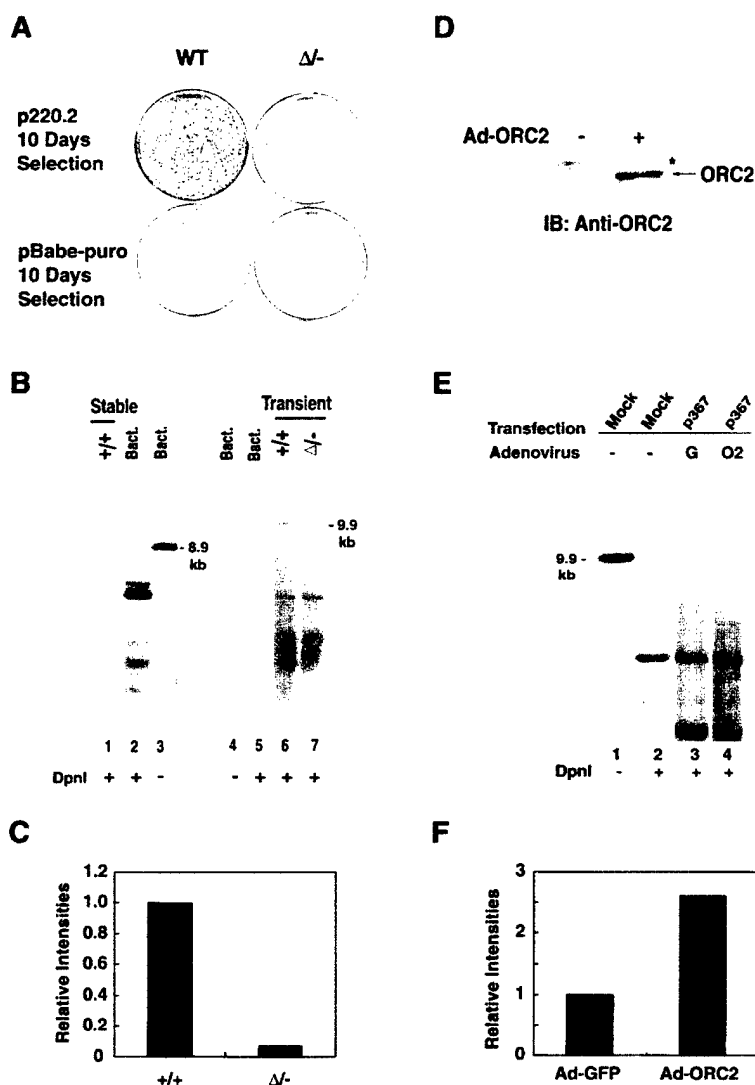 A
WT Δ/-
p220.2
10 Days
Selection
pBabe-puro
10 Days
Selection
B
Stable Transient
+/+ Bact. Bact. Bact. Bact. +/+ Δ/-
- 8.9
kb
- 9.9
kb
1 2 3 4 5 6 7
DpnI + + - - + + +
C
Relative Intensities
1.2
1.0
0.8
0.6
0.4
0.2
0
+/+ Δ/-
D
Ad-ORC2 - +
*
ORC2
IB: Anti-ORC2
E
Mock Mock p367 p367
Transfection
Adenovirus - - G O2
9.9 -
kb
1 2 3 4
DpnI - + + +
F
Relative Intensities
3
2
1
0
Ad-GFP Ad-ORC2